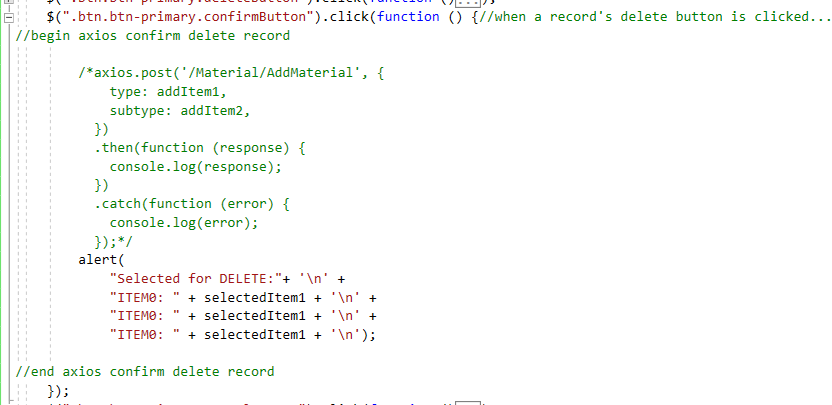 $(".btn.btn-primary.deleteButton").click(function ()...);
$(".btn.btn-primary.confirmButton").click(function () {//when a record's delete button is clicked...
//begin axios confirm delete record
/*axios.post('/Material/AddMaterial', {
type: addItem1,
subtype: addItem2,
})
.then(function (response) {
console.log(response);
})
.catch(function (error) {
console.log(error);
});*/
alert(
"Selected for DELETE:"+ '\n' +
"ITEM0: " + selectedItem1 + '\n' +
"ITEM0: " + selectedItem1 + '\n' +
"ITEM0: " + selectedItem1 + '\n');
//end axios confirm delete record
});